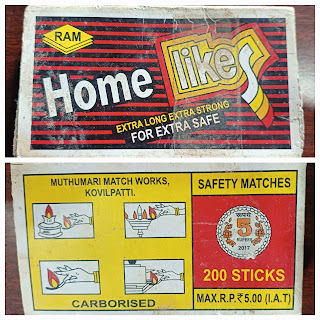 RAM
Home likes
EXTRA LONG EXTRA STRONG
FOR EXTRA SAFE
MUTHUMARI MATCH WORKS,
KOVILPATTI.
CARBORISED
SAFETY MATCHES
5
2017
200 STICKS
MAX.R.P.₹5.00 (I.A.T)